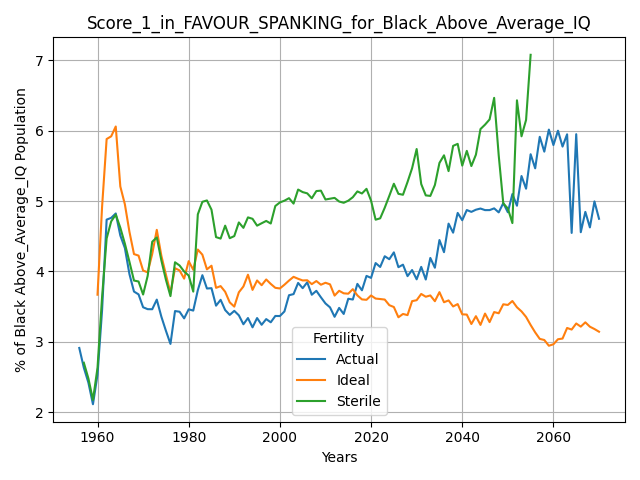 Score_1_in_FAVOUR_SPANKING_for_Black_Above_Average_IQ
% of Black Above_Average_IQ Population
7
6
5
4
3
2
Fertility
Actual
Ideal
Sterile
1960 1980 2000 2020 2040 2060
Years